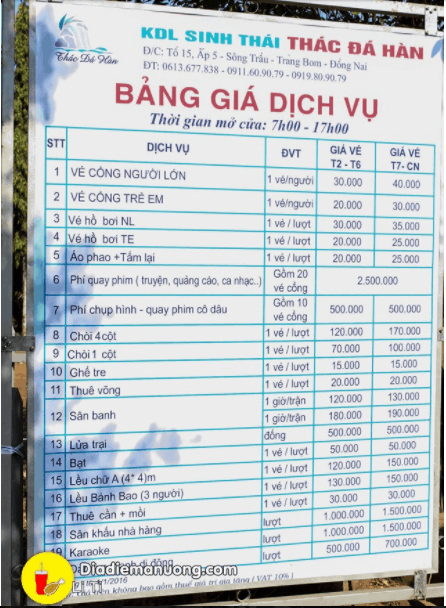 Thác Đá Hàn
KDL SINH THÁI THÁC ĐÁ HÀN
Đ/C: Tổ 15, Ấp 5 - Sông Trầu - Trảng Bom - Đồng Nai
ĐT: 0613.677.838 - 0911.60.90.79 - 0919.80.90.79
BẢNG GIÁ DỊCH VỤ
Thời gian mở cửa: 7h00 - 17h00
STT DỊCH VỤ ĐVT GIÁ VÉ T2 - T6 GIÁ VÉ T7- CN
1 VÉ CỔNG NGƯỜI LỚN 1 vé/người 30.000 40.000
2 VÉ CỔNG TRẺ EM 1 vé/người 20.000 30.000
3 Vé hồ bơi NL 1 vé / lượt 30.000 35.000
4 Vé hồ bơi TE 1 vé / lượt 20.000 25.000
5 Áo phao +Tắm lại 1 vé / lượt 20.000 25.000
6 Phí quay phim ( truyện, quảng cáo, ca nhạc..) Gồm 20 vé cổng 2.500.000
7 Phí chụp hình - quay phim cô dâu Gồm 10 vé cổng 500.000 500.000
8 Chòi 4cột 1 vé / lượt 120.000 170.000
9 Chòi 1 cột 1 vé / lượt 70.000 100.000
10 Ghế tre 1 vé / lượt 15.000 15.000
11 Thuê võng 1 vé / lượt 20.000 20.000
12 Sân banh 1 giờ/trận 120.000 130.000
1 giờ/trận 180.000 190.000
13 Lửa trại đống 500.000 500.000
14 Bạt 1 vé / lượt 50.000 50.000
15 Lều chữ A (4* 4)m 1 vé / lượt 120.000 150.000
16 Lều Bánh Bao (3 người) 1 vé / lượt 130.000 150.000
17 Thuê cần + mồi 1 vé / lượt 30.000 30.000
18 Sân khấu nhà hàng lượt 1.000.000 1.500.000
19 Karaoke lượt 1.000.000 1.500.000
di động lượt 500.000 700.000
Diadiemanuong.com
1/2016
không bao gồm thuế giá trị gia tăng ( VAT 10% )